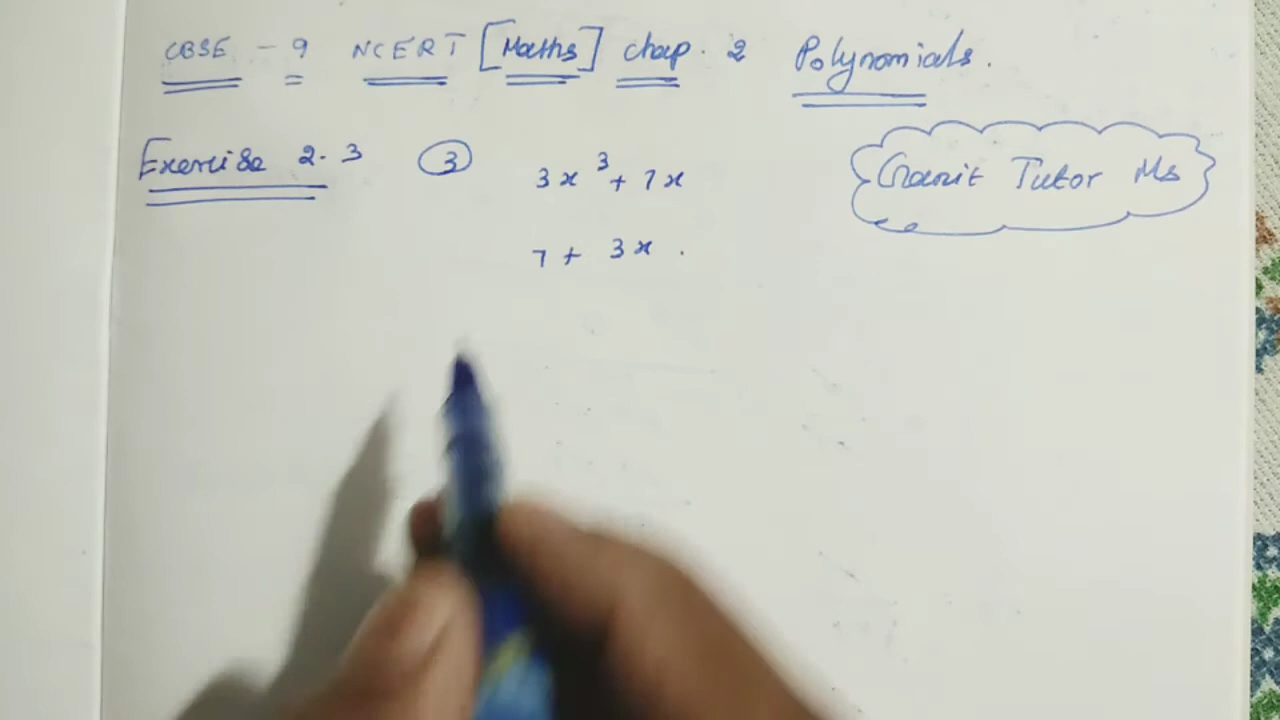 CBSE - 9 NCERT [Maths] Chap. 2 Polynomials.
Exercise 2.3 3 3x³ + 7x
Ganit Tutor Ms
7 + 3x.